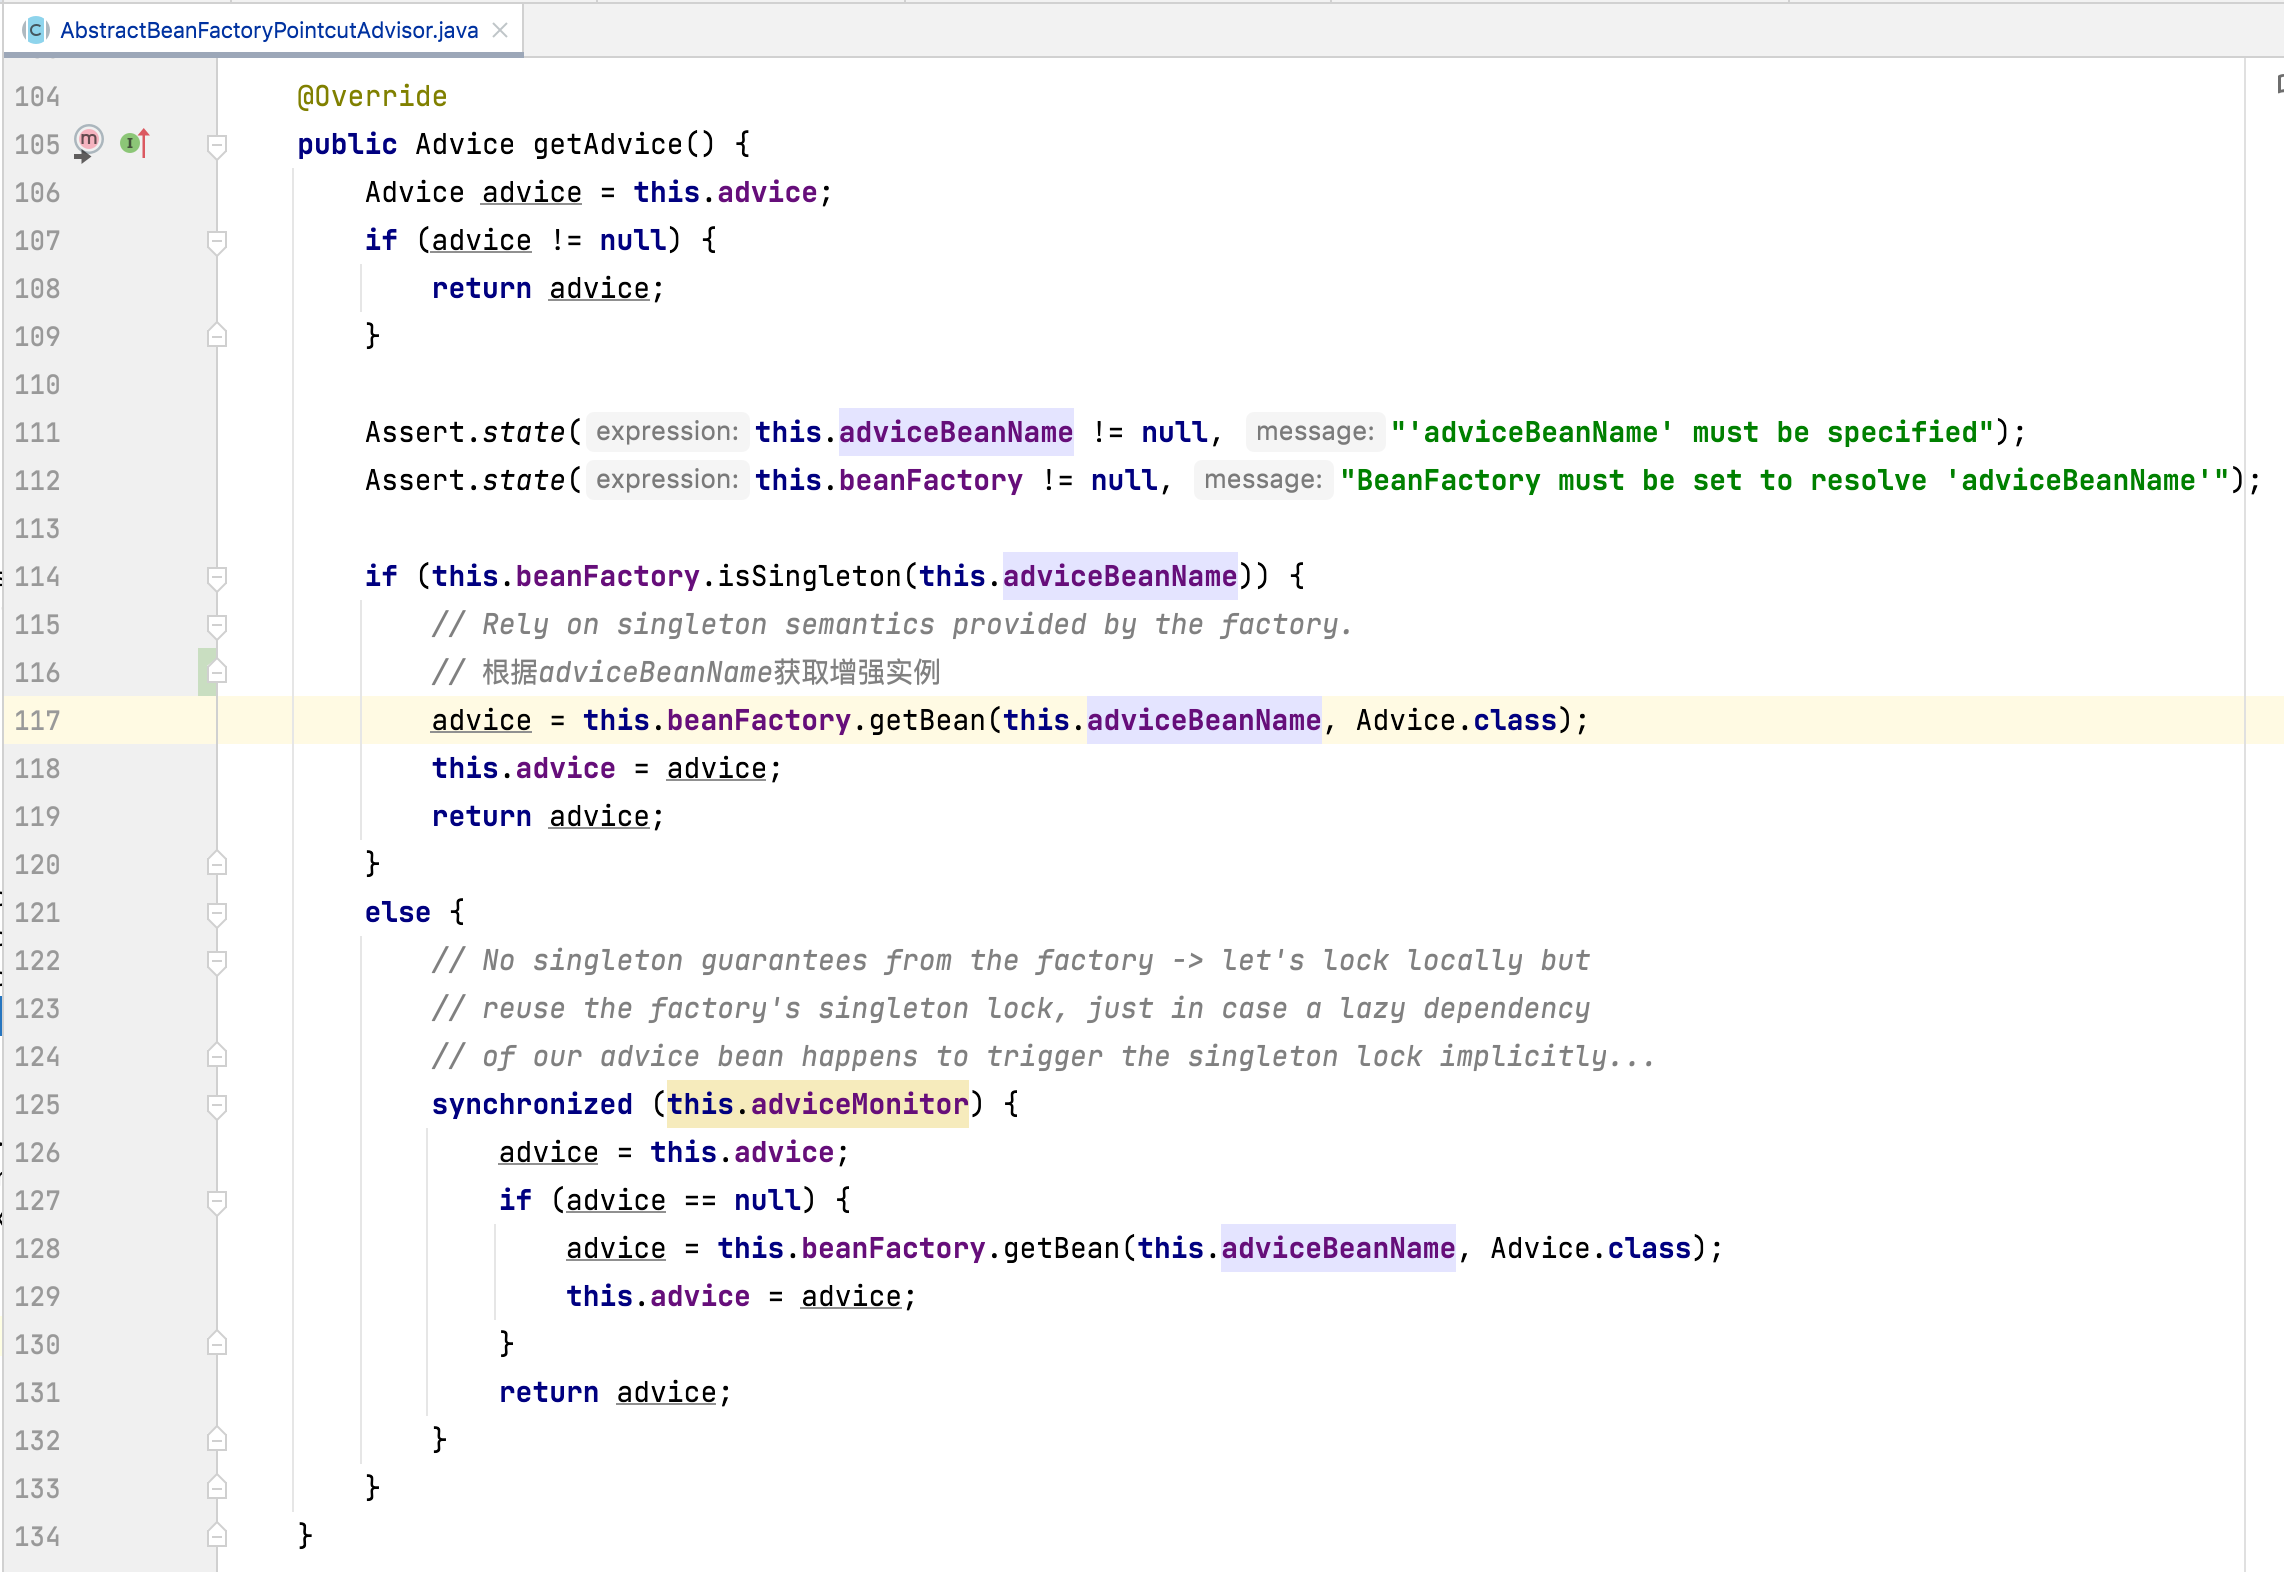 AbstractBeanFactoryPointcutAdvisor.java
104 @Override
105 public Advice getAdvice() {
106 Advice advice = this.advice;
107 if (advice != null) {
108 return advice;
109 }
110
111 Assert.state( expression: this.adviceBeanName != null, message: "'adviceBeanName' must be specified");
112 Assert.state( expression: this.beanFactory != null, message: "BeanFactory must be set to resolve 'adviceBeanName'");
113
114 if (this.beanFactory.isSingleton(this.adviceBeanName)) {
115 // Rely on singleton semantics provided by the factory.
116 // 根据adviceBeanName获取增强实例
117 advice = this.beanFactory.getBean(this.adviceBeanName, Advice.class);
118 this.advice = advice;
119 return advice;
120 }
121 else {
122 // No singleton guarantees from the factory -> let's lock locally but
123 // reuse the factory's singleton lock, just in case a lazy dependency
124 // of our advice bean happens to trigger the singleton lock implicitly...
125 synchronized (this.adviceMonitor) {
126 advice = this.advice;
127 if (advice == null) {
128 advice = this.beanFactory.getBean(this.adviceBeanName, Advice.class);
129 this.advice = advice;
130 }
131 return advice;
132 }
133 }
134 }